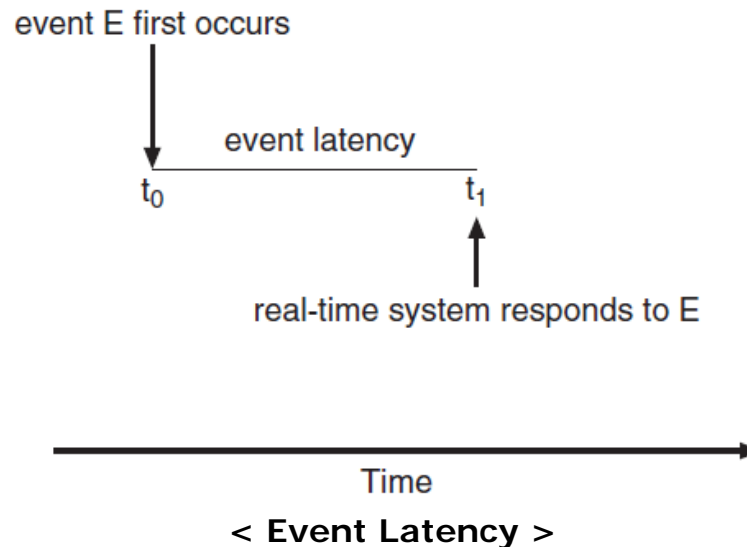 event E first occurs
event latency
t₀ t₁
real-time system responds to E
Time
< Event Latency >